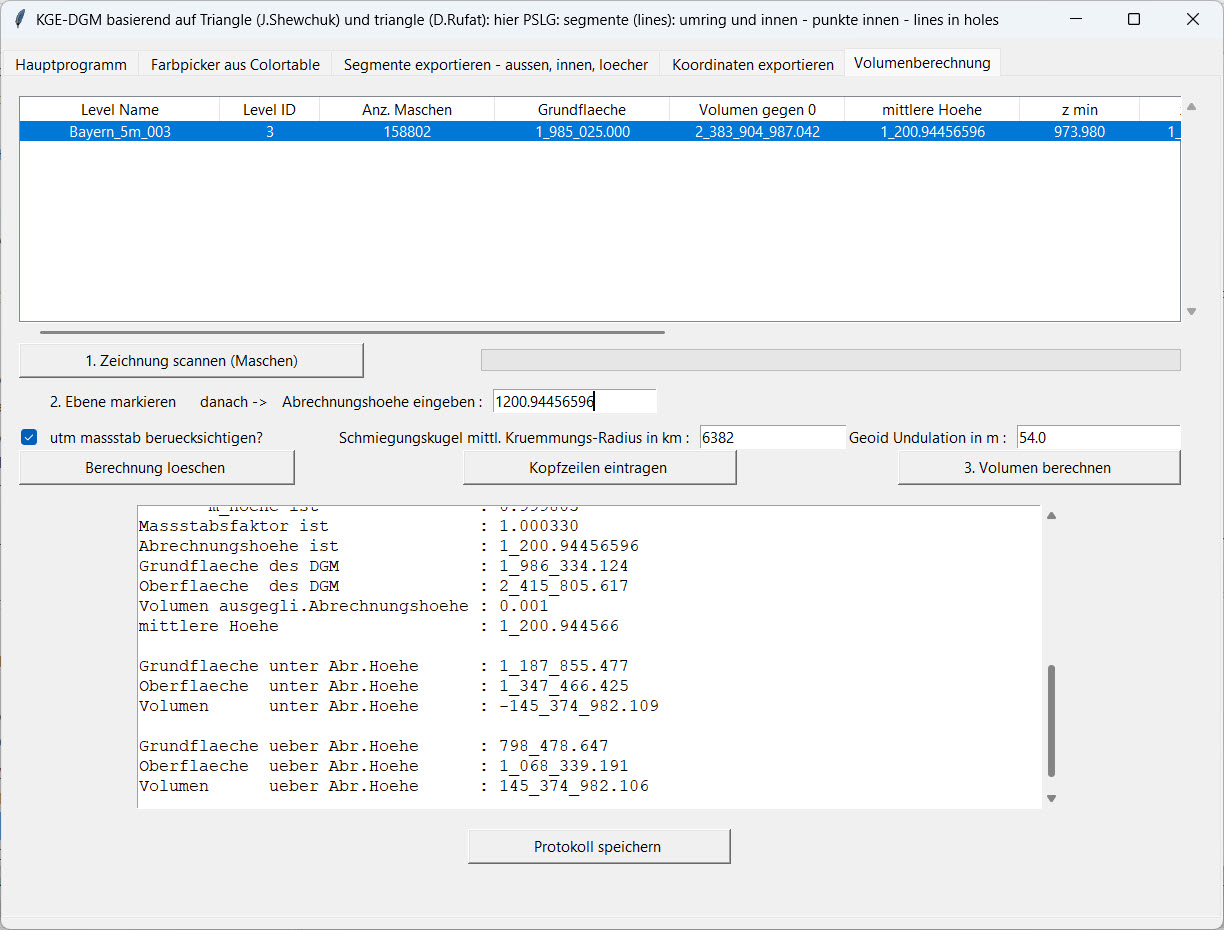 KGE-DGM basierend auf Triangle (J.Shewchuk) und triangle (D.Rufat): hier PSLG: segmente (lines): umring und innen - punkte innen - lines in holes
Hauptprogramm Farbpicker aus Colortable Segmente exportieren - aussen, innen, loecher Koordinaten exportieren Volumenberechnung
Level Name Level ID Anz. Maschen Grundflaeche Volumen gegen 0 mittlere Hoehe z min
Bayern_5m_003 3 158802 1_985_025.000 2_383_904_987.042 1_200.94456596 973.980 1_
1. Zeichnung scannen (Maschen)
2. Ebene markieren danach -> Abrechnungshoehe eingeben : 1200.94456596
utm massstab beruecksichtigen? Schmiegungskugel mittl. Kruemmungs-Radius in km : 6382 Geoid Undulation in m : 54.0
Berechnung loeschen Kopfzeilen eintragen 3. Volumen berechnen
m_Hoehe ist : 0.999803
Massstabsfaktor ist : 1.000330
Abrechnungshoehe ist : 1_200.94456596
Grundflaeche des DGM : 1_986_334.124
Oberflaeche des DGM : 2_415_805.617
Volumen ausgegli.Abrechnungshoehe : 0.001
mittlere Hoehe : 1_200.944566
Grundflaeche unter Abr.Hoehe : 1_187_855.477
Oberflaeche unter Abr.Hoehe : 1_347_466.425
Volumen unter Abr.Hoehe : -145_374_982.109
Grundflaeche ueber Abr.Hoehe : 798_478.647
Oberflaeche ueber Abr.Hoehe : 1_068_339.191
Volumen ueber Abr.Hoehe : 145_374_982.106
Protokoll speichern